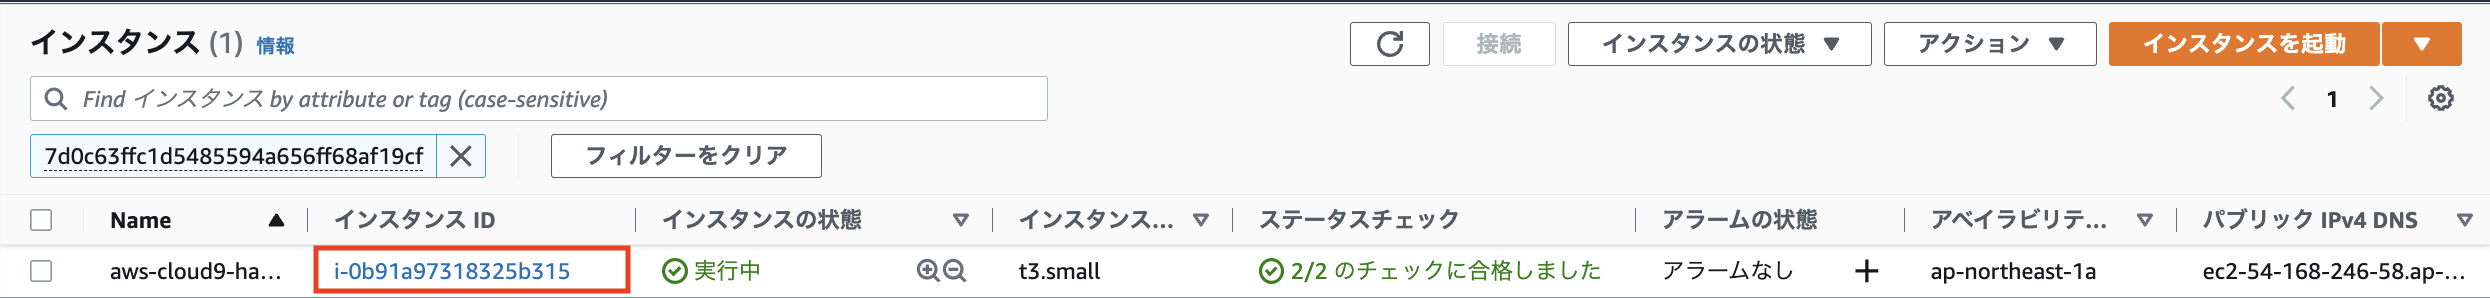 インスタンス (1) 情報
接続
インスタンスの状態
アクション
インスタンスを起動
Find インスタンス by attribute or tag (case-sensitive)
1
7d0c63ffc1d5485594a656ff68af19cf
フィルターをクリア
Name インスタンス ID インスタンスの状態 インスタンス... ステータスチェック アラームの状態 アベイラビリテ... パブリック IPv4 DNS
aws-cloud9-ha... i-0b91a97318325b315 実行中 t3.small 2/2 のチェックに合格しました アラームなし ap-northeast-1a ec2-54-168-246-58.ap-...